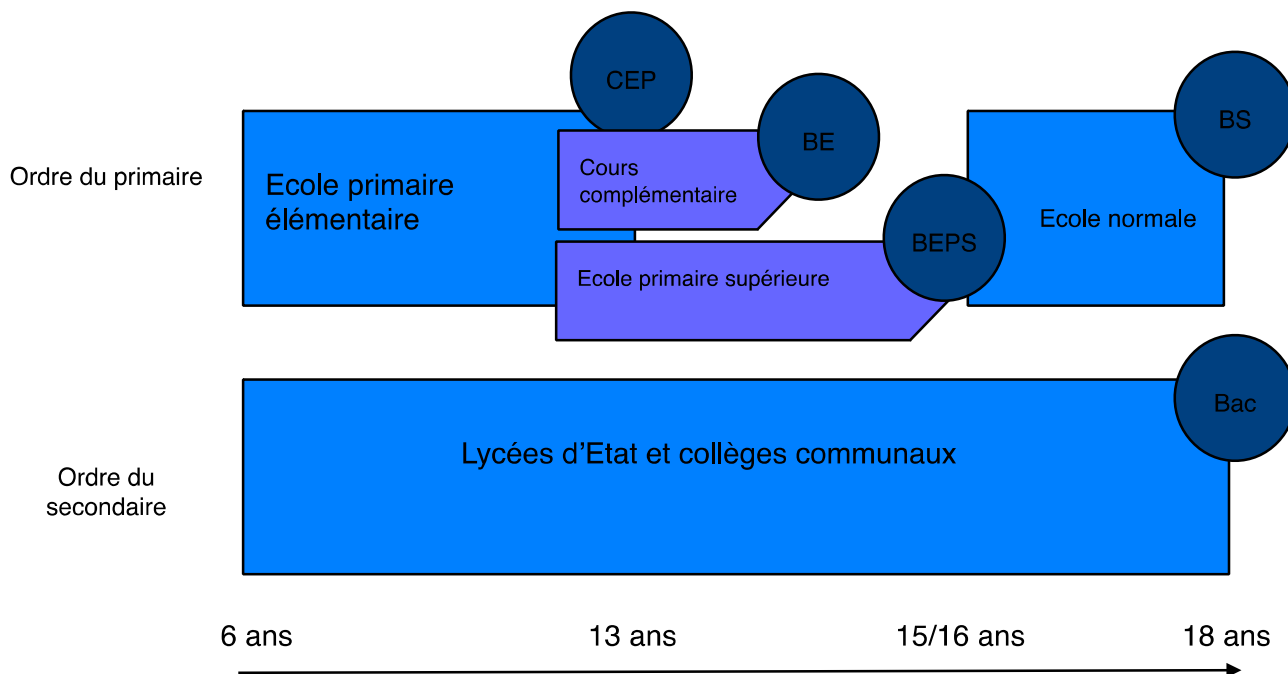 CEP
BE
BS
Ordre du primaire
Ecole primaire
élémentaire
Cours
complémentaire
Ecole normale
BEPS
Ecole primaire supérieure
Bac
Lycées d'Etat et collèges communaux
Ordre du
secondaire
6 ans
13 ans
15/16 ans
18 ans